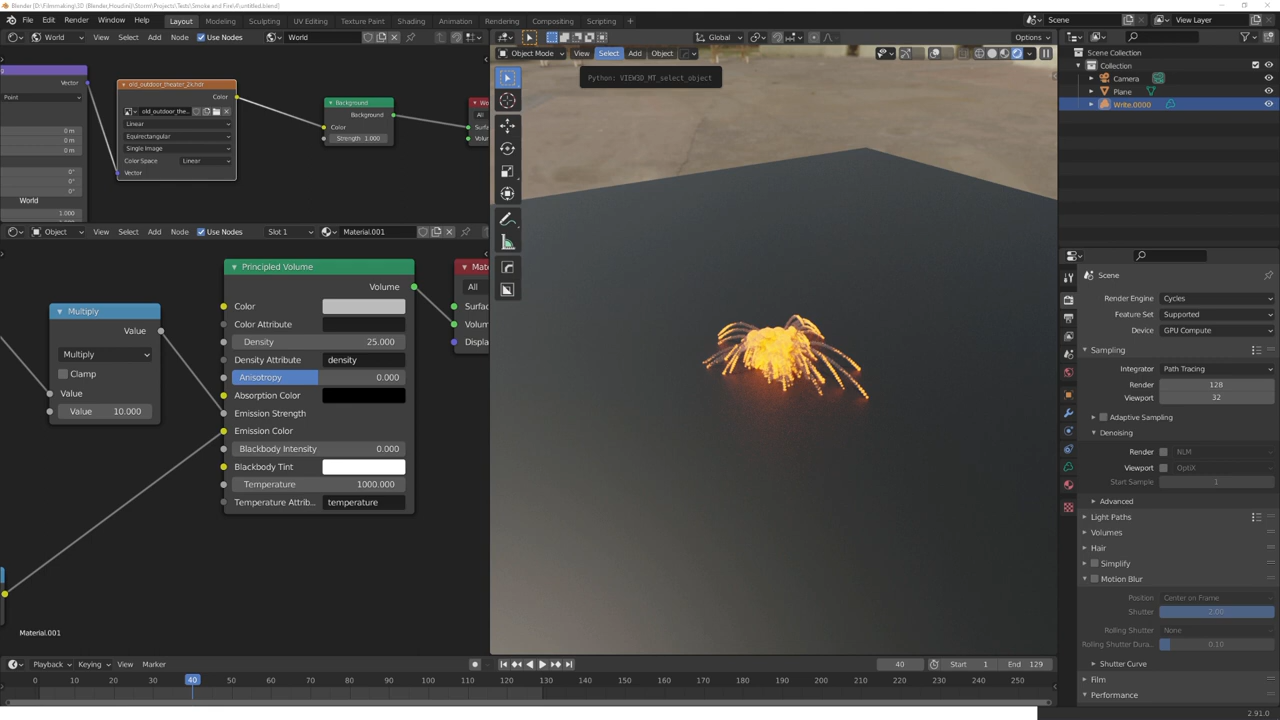 Blender [D:\Filmmaking\3D (Blender,Houdini)\Storm\Projects\Tests\Smoke and Fire\Funtitled.blend]
File Edit Render Window Help Layout Modeling Sculpting UV Editing Texture Paint Shading Animation Rendering Compositing Scripting + Scene View Layer
World View Select Add Node Use Nodes World Global Options
Object Mode View Select Add Object
Python: VIEW3D_MT_select_object
Vector
Point
0 m
0 m
0 m
0°
0°
0°
World
1.000
1.000
old_outdoor_theater_2k.hdr
Color
old_outdoor_the...
Linear
Equirectangular
Single Image
Color Space Linear
Vector
Background
Background
Color
Strength 1.000
Wo
All
Surf
Volu
Scene Collection
Collection
Camera
Plane
Write.0000
Object View Select Add Node Use Nodes Slot 1 Material.001
Multiply
Value
Multiply
Clamp
Value
Value 10.000
Principled Volume
Volume
Color
Color Attribute
Density 25.000
Density Attribute density
Anisotropy 0.000
Absorption Color
Emission Strength
Emission Color
Blackbody Intensity 0.000
Blackbody Tint
Temperature 1000.000
Temperature Attrib.. temperature
Mate
All
Surfac
Volum
Displa
Material.001
Scene
Render Engine Cycles
Feature Set Supported
Device GPU Compute
Sampling
Integrator Path Tracing
Render 128
Viewport 32
Adaptive Sampling
Denoising
Render NLM
Viewport OptiX
Start Sample 1
Advanced
Light Paths
Volumes
Hair
Simplify
Motion Blur
Position Center on Frame
Shutter 2.00
Rolling Shutter None
Rolling Shutter Dura.. 0.10
Shutter Curve
Film
Performance
Playback Keying View Marker 40 Start 1 End 129
0 10 20 30 40 50 60 70 80 90 100 110 120 130 140 150 160 170 180 190 200 210 220 230 240 250
2.91.0